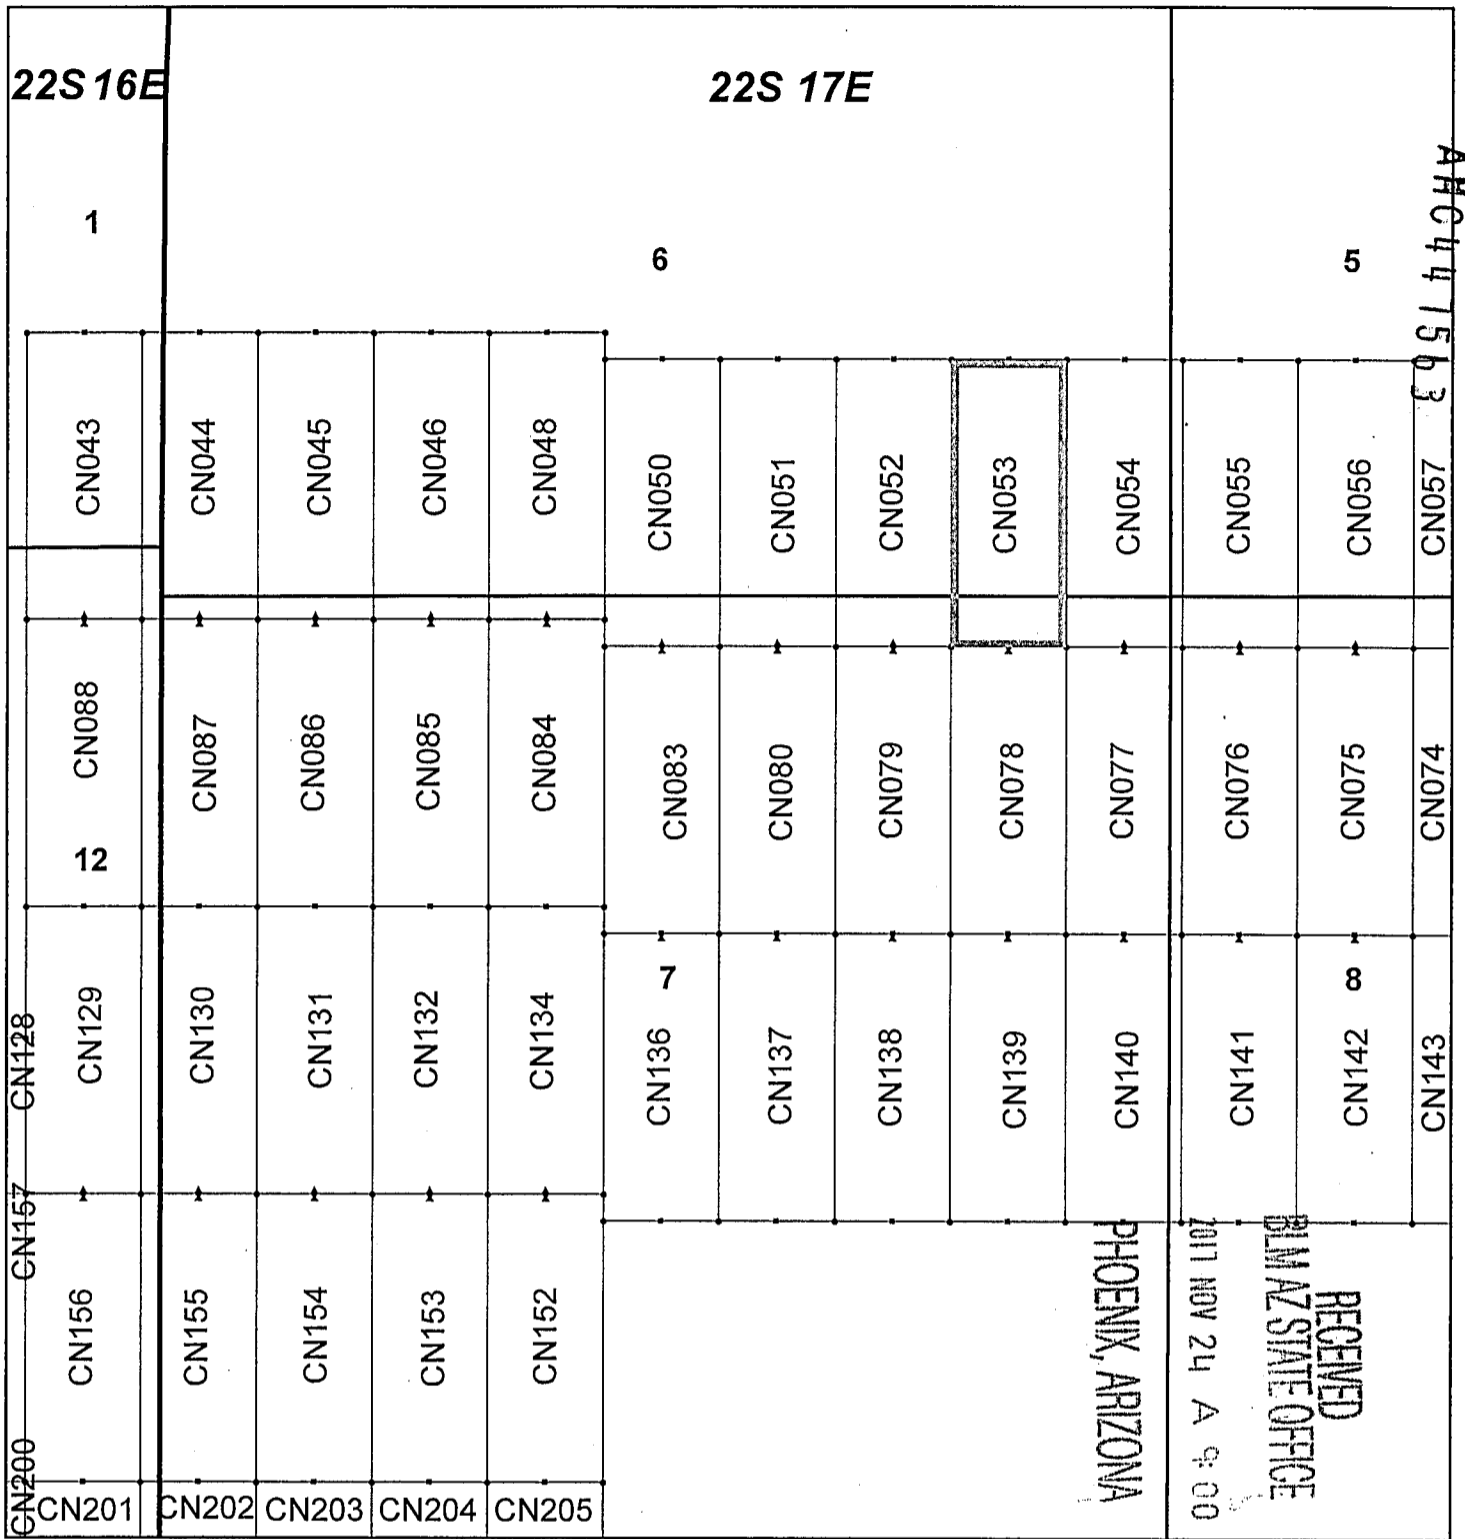 22S 16E
22S 17E
1
6
5
AMC441563
CN043
CN044
CN045
CN046
CN048
CN050
CN051
CN052
CN053
CN054
CN055
CN056
CN057
CN088
CN087
CN086
CN085
CN084
CN083
CN080
CN079
CN078
CN077
CN076
CN075
CN074
12
7
8
CN128
CN129
CN130
CN131
CN132
CN134
CN136
CN137
CN138
CN139
CN140
CN141
CN142
CN143
CN157
CN156
CN155
CN154
CN153
CN152
RECEIVED
BLM AZ STATE OFFICE
2017 NOV 24 A 9:00
PHOENIX, ARIZONA
CN200
CN201
CN202
CN203
CN204
CN205